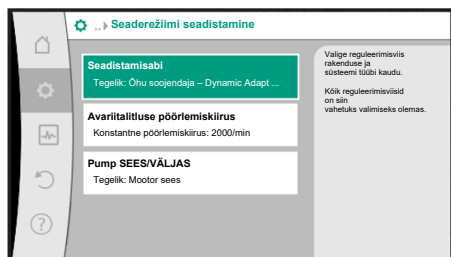 .. Seaderežiimi seadistamine
Seadistamisabi
Tegelik: Õhu soojendaja – Dynamic Adapt ...
Avariitalitluse pöörlemiskiirus
Konstantne pöörlemiskiirus: 2000/min
Pump SEES/VÄLJAS
Tegelik: Mootor sees
Valige reguleerimisviis
rakenduse ja
süsteemi tüübi kaudu.
Kõik reguleerimisviisid
on siin
vahetuks valimiseks olemas.